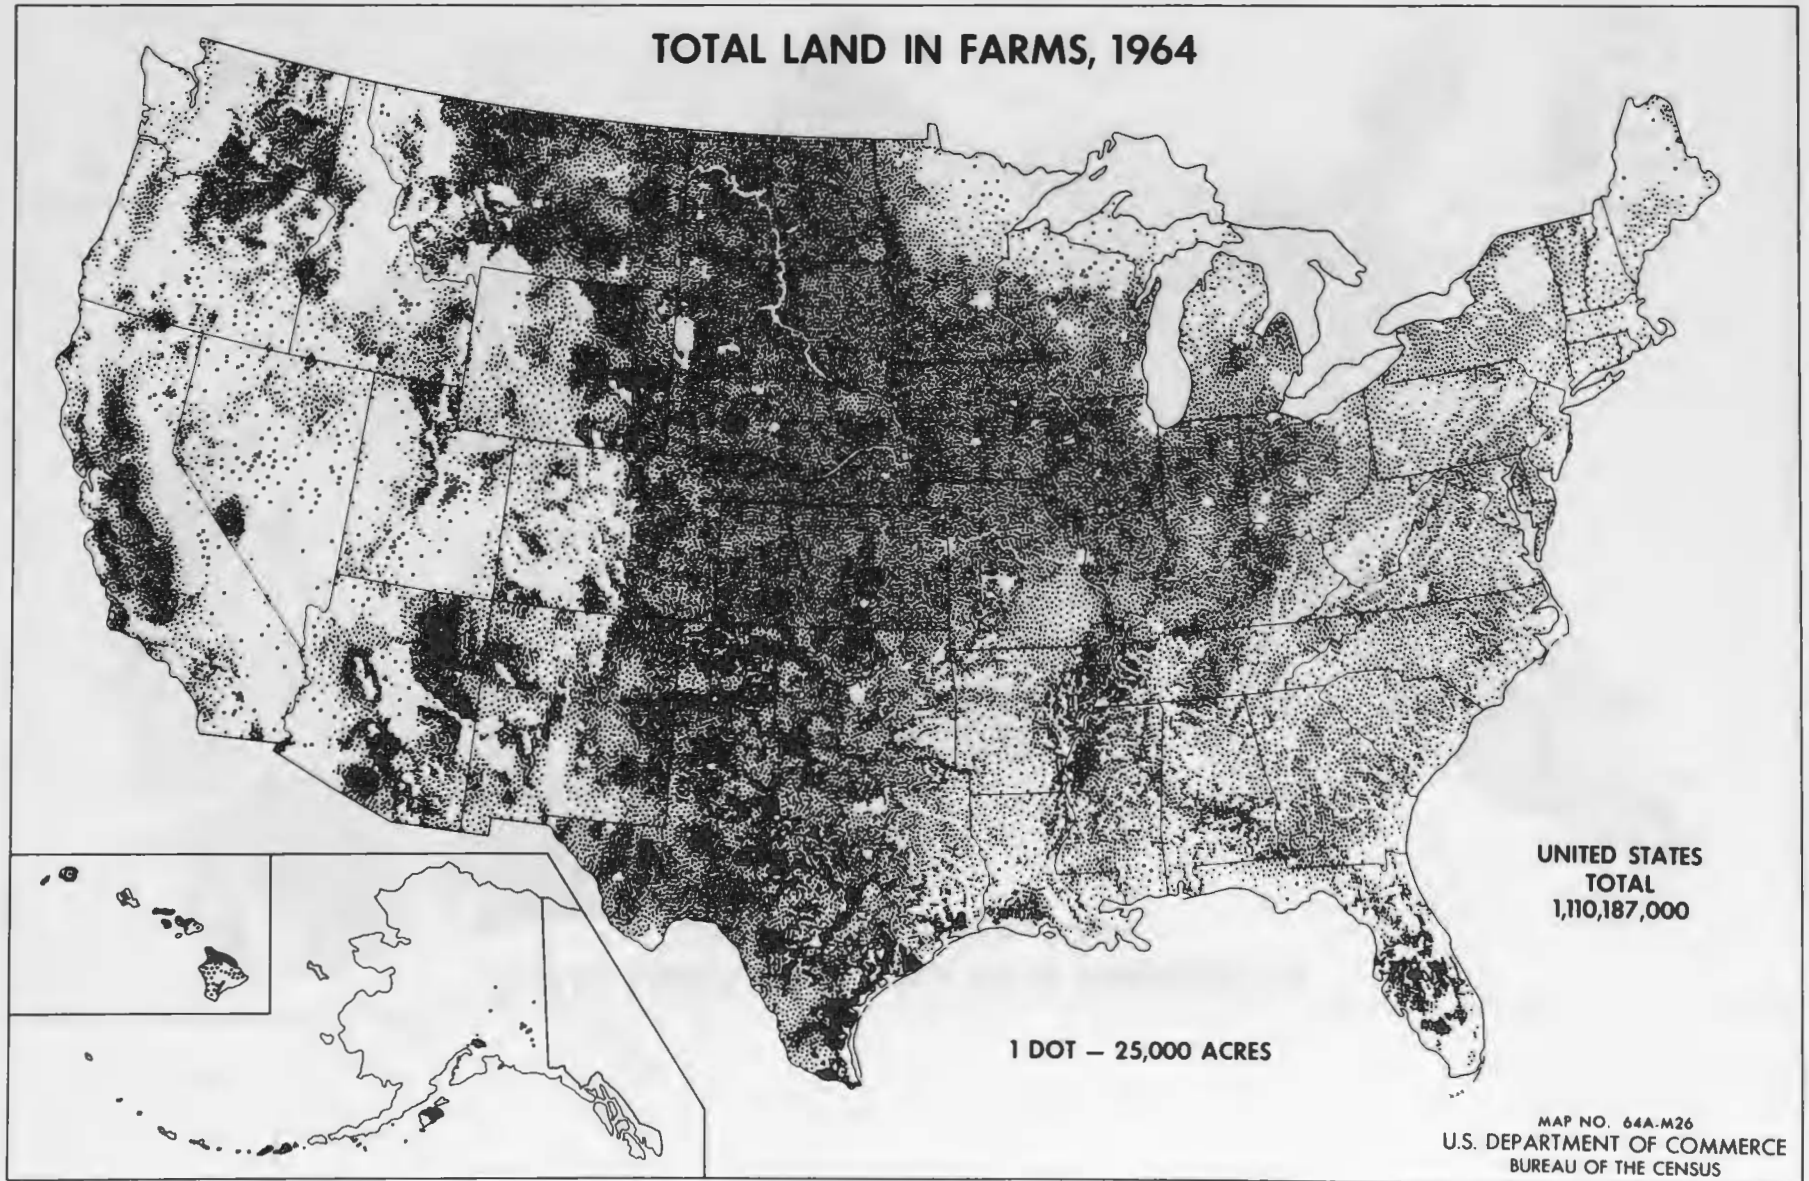 TOTAL LAND IN FARMS, 1964
UNITED STATES
TOTAL
1,110,187,000
1 DOT — 25,000 ACRES
MAP NO. 64A-M26
U.S. DEPARTMENT OF COMMERCE
BUREAU OF THE CENSUS